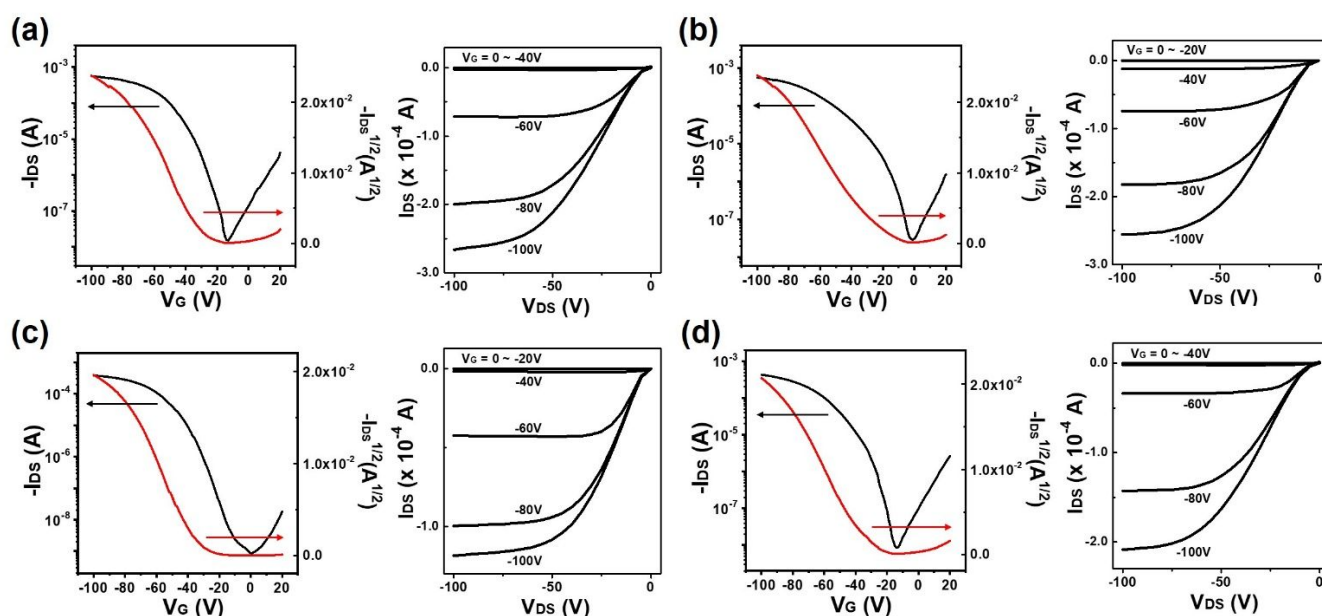 (a)
10⁻³
10⁻⁵
10⁻⁷
-IDS (A)
-100 -80 -60 -40 -20 0 20
VG (V)
2.0x10⁻²
1.0x10⁻²
0.0
-IDS^1/2(A^1/2)
VG = 0 ~ -40V
-60V
-80V
-100V
0.0
-1.0
-2.0
-3.0
IDS (x 10⁻⁴ A)
-100 -50 0
VDS (V)
(b)
10⁻³
10⁻⁵
10⁻⁷
-IDS (A)
-100 -80 -60 -40 -20 0 20
VG (V)
2.0x10⁻²
1.0x10⁻²
0.0
-IDS^1/2(A^1/2)
VG = 0 ~ -20V
-40V
-60V
-80V
-100V
0.0
-1.0
-2.0
-3.0
IDS (x 10⁻⁴ A)
-100 -50 0
VDS (V)
(c)
10⁻⁴
10⁻⁶
10⁻⁸
-IDS (A)
-100 -80 -60 -40 -20 0 20
VG (V)
2.0x10⁻²
1.0x10⁻²
0.0
-IDS^1/2(A^1/2)
VG = 0 ~ -20V
-40V
-60V
-80V
-100V
0.0
-1.0
IDS (x 10⁻⁴ A)
-100 -50 0
VDS (V)
(d)
10⁻³
10⁻⁵
10⁻⁷
-IDS (A)
-100 -80 -60 -40 -20 0 20
VG (V)
2.0x10⁻²
1.0x10⁻²
0.0
-IDS^1/2(A^1/2)
VG = 0 ~ -40V
-60V
-80V
-100V
0.0
-1.0
-2.0
IDS (x 10⁻⁴ A)
-100 -50 0
VDS (V)